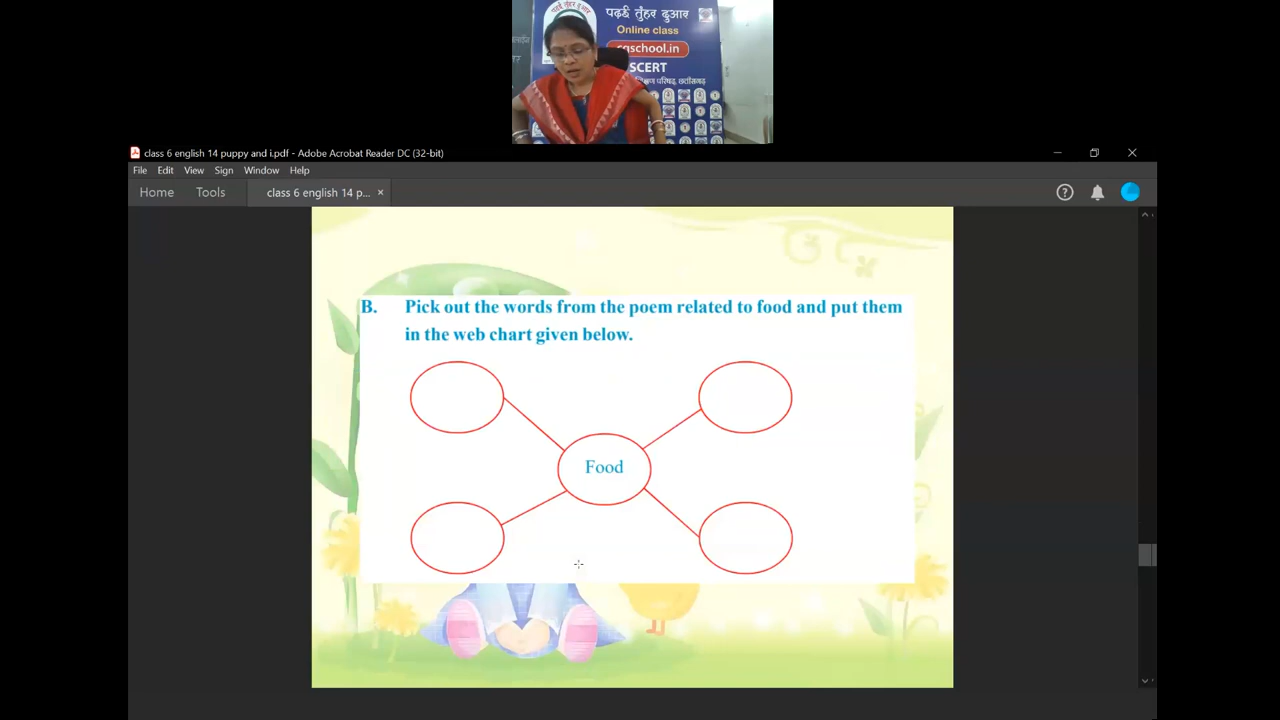 पढ़ई तुंहर दुआर
Online class
cgschool.in
SCERT
class 6 english 14 puppy and i.pdf - Adobe Acrobat Reader DC (32-bit)
File Edit View Sign Window Help
Home Tools class 6 english 14 p... ×
B. Pick out the words from the poem related to food and put them
in the web chart given below.
Food